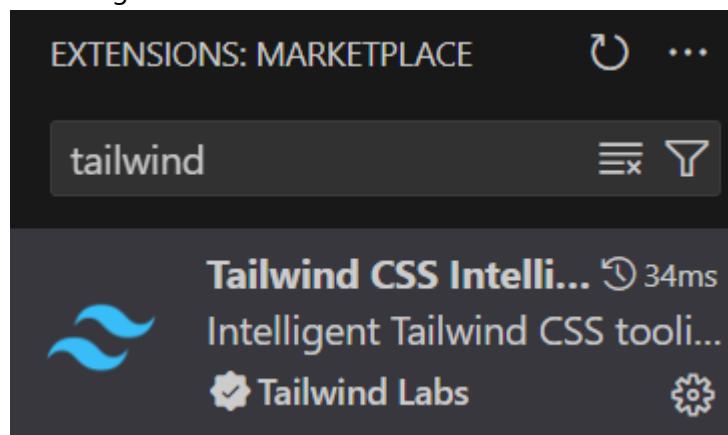 EXTENSIONS: MARKETPLACE
tailwind
Tailwind CSS Intelli... 34ms
Intelligent Tailwind CSS tooli...
Tailwind Labs